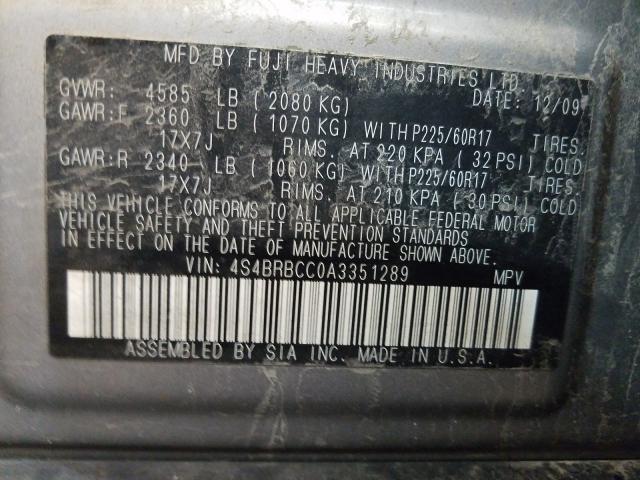 MFD BY FUJI HEAVY INDUSTRIES LTD.
GVWR: 4585 LB (2080 KG) DATE: 12/09
GAWR:F 2360 LB (1070 KG) WITH P225/60R17 TIRES,
17X7J RIMS, AT 220 KPA (32 PSI) COLD
GAWR:R 2340 LB (1060 KG) WITH P225/60R17 TIRES,
17X7J RIMS, AT 210 KPA (30 PSI) COLD
THIS VEHICLE CONFORMS TO ALL APPLICABLE FEDERAL MOTOR
VEHICLE SAFETY AND THEFT PREVENTION STANDARDS
IN EFFECT ON THE DATE OF MANUFACTURE SHOWN ABOVE.
VIN: 4S4BRBCC0A3351289 MPV
ASSEMBLED BY SIA INC. MADE IN U.S.A.